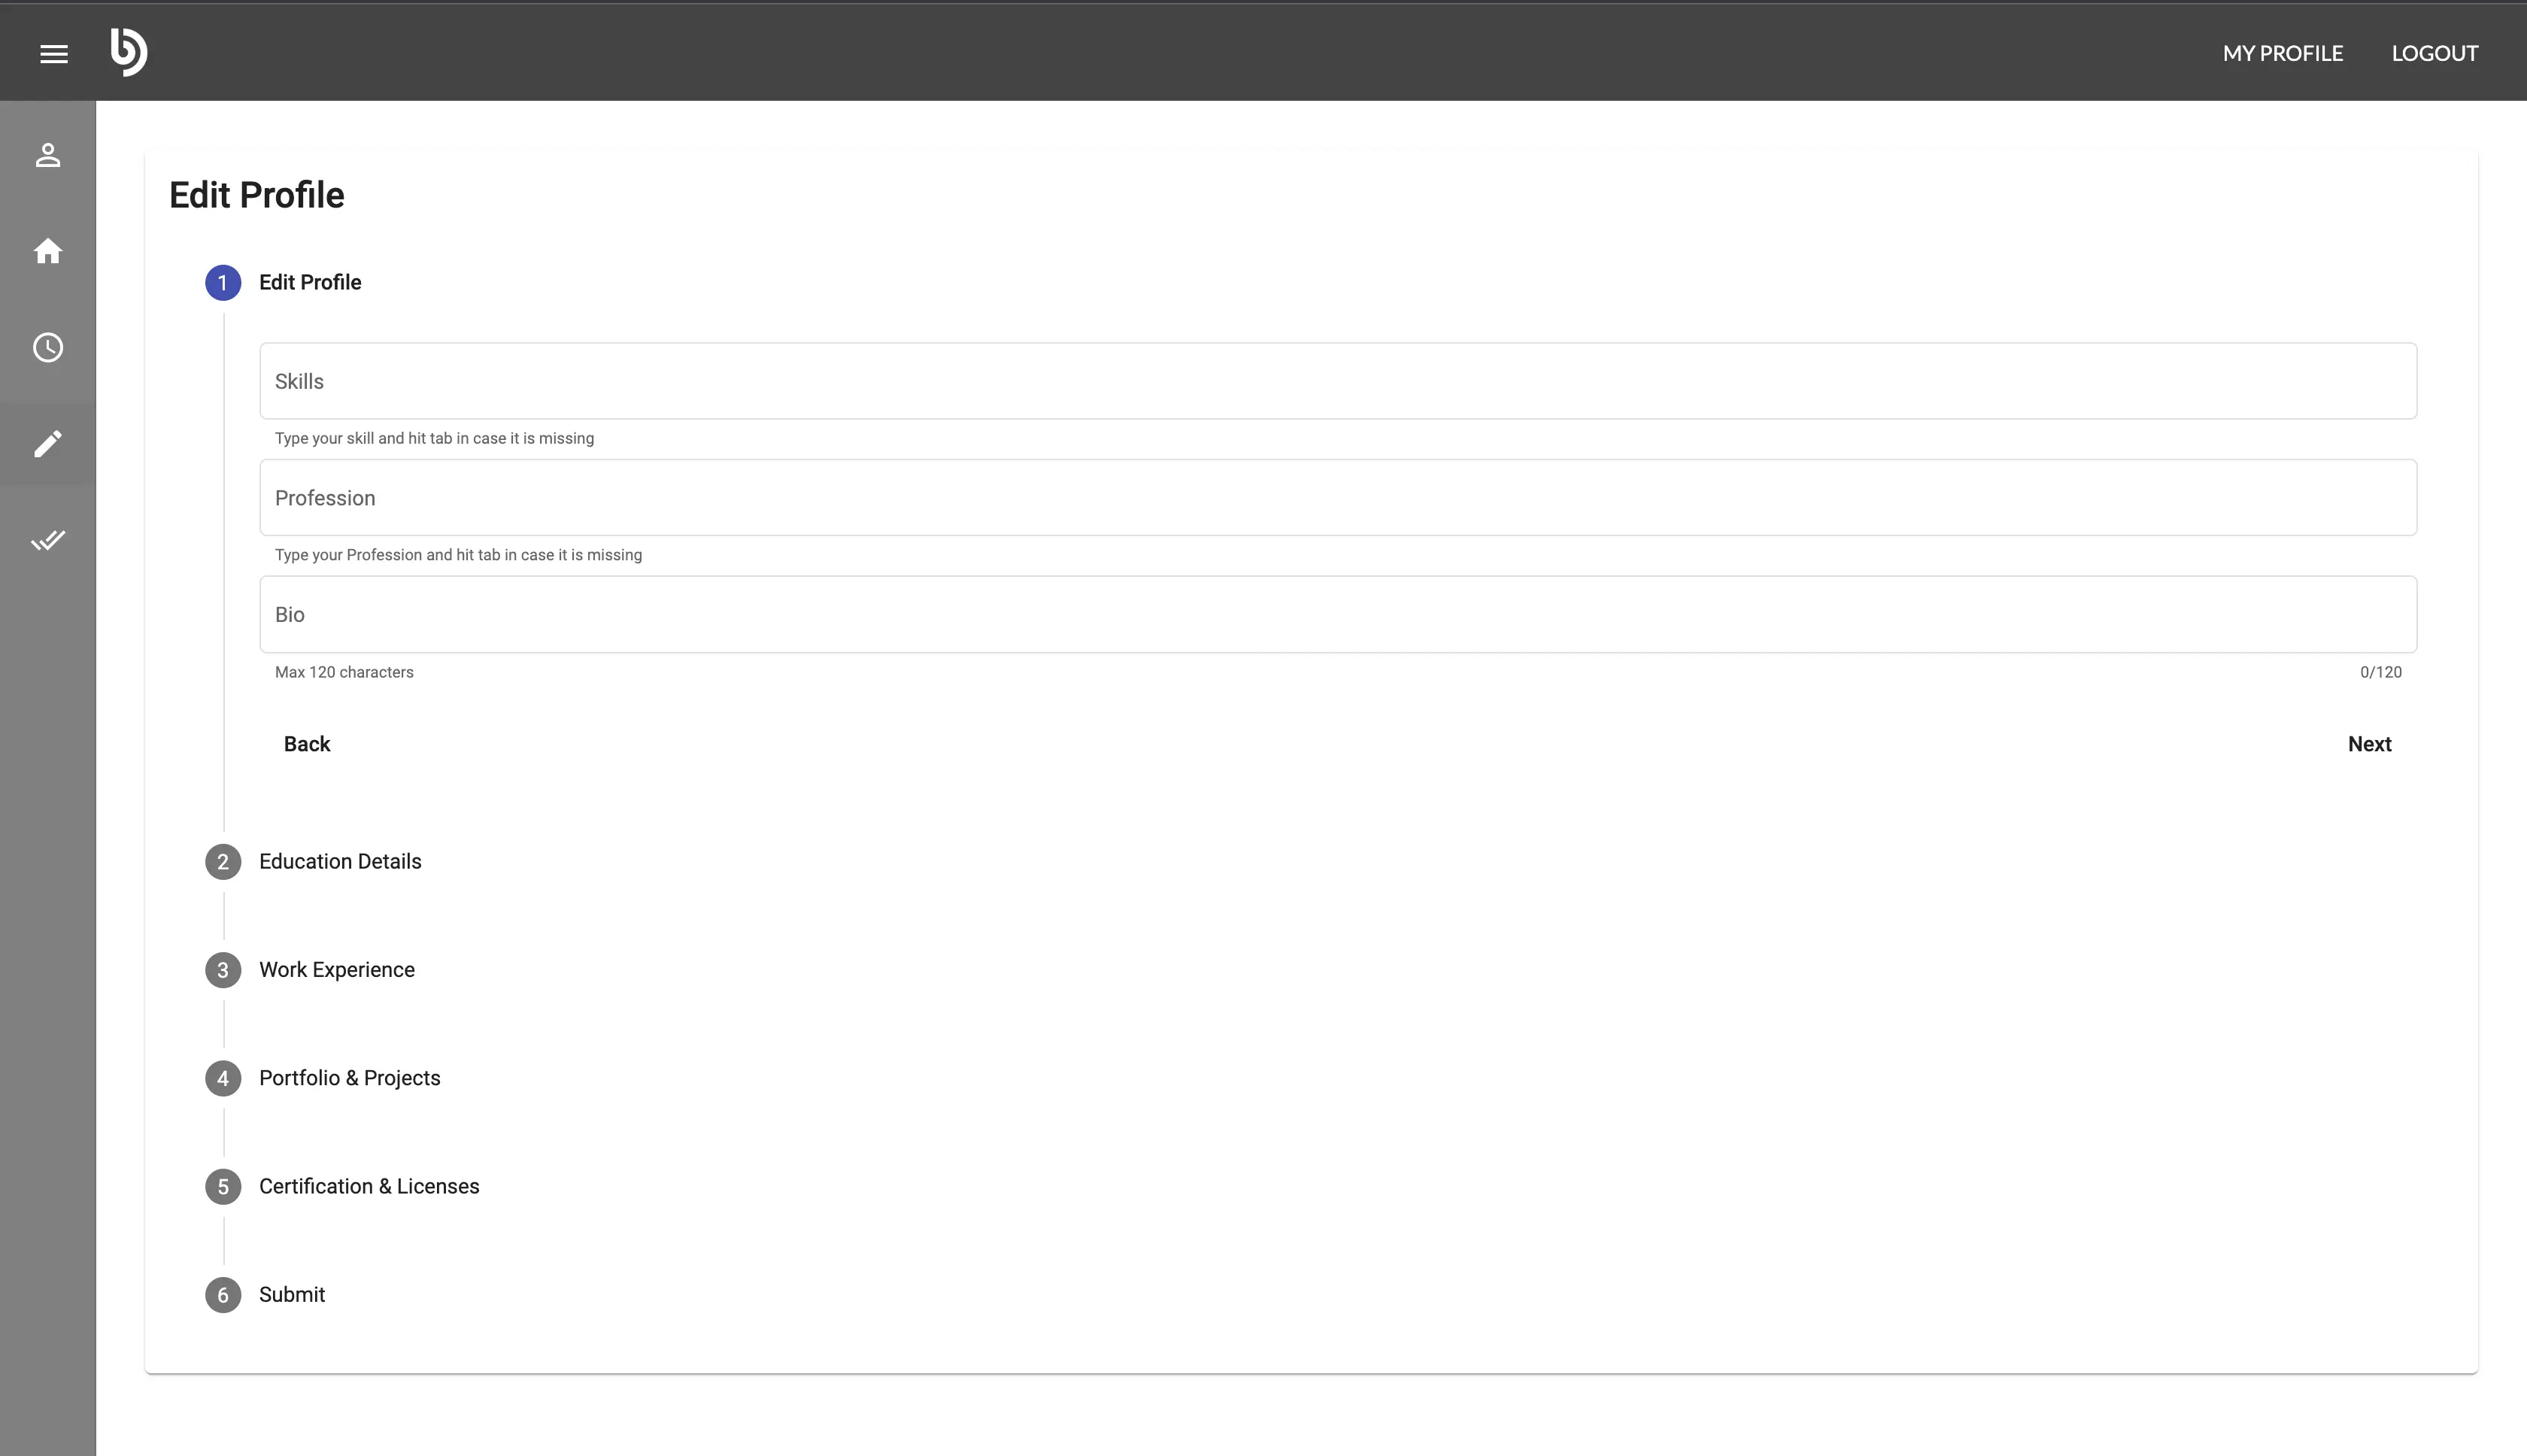 MY PROFILE
LOGOUT
Edit Profile
1 Edit Profile
Skills
Type your skill and hit tab in case it is missing
Profession
Type your Profession and hit tab in case it is missing
Bio
Max 120 characters 0/120
Back Next
2 Education Details
3 Work Experience
4 Portfolio & Projects
5 Certification & Licenses
6 Submit